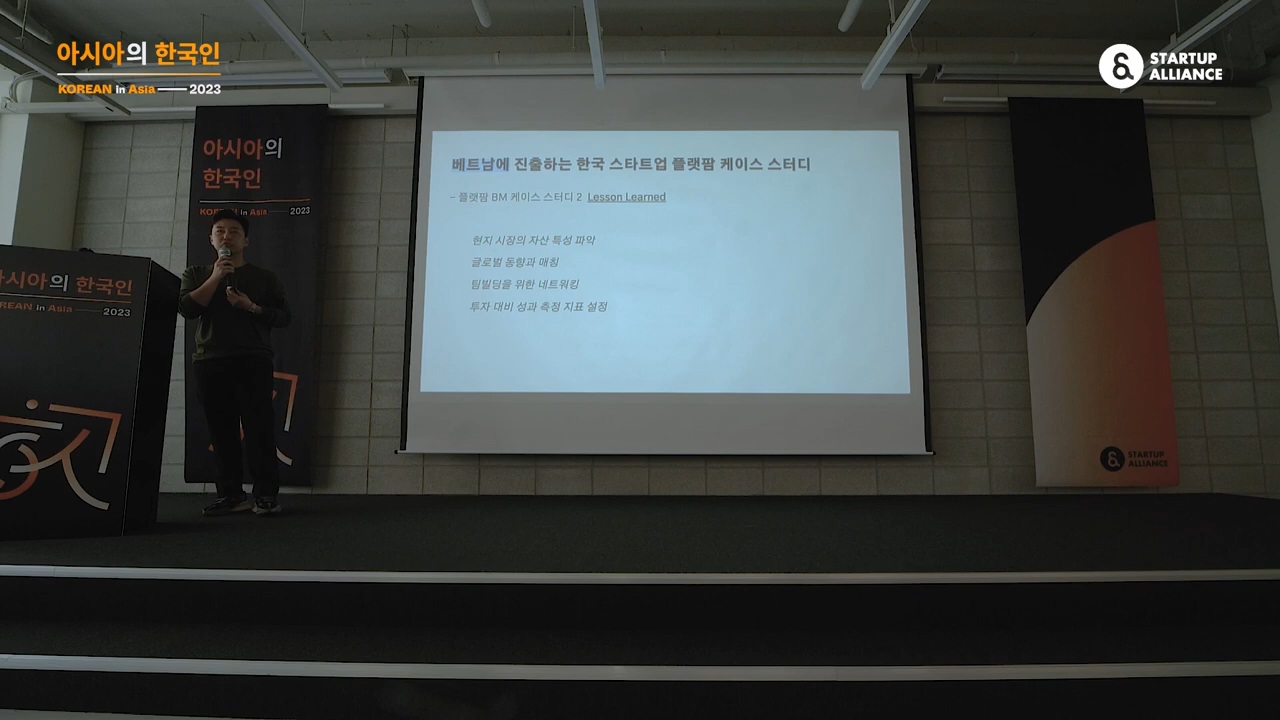 아시아의 한국인
KOREAN in Asia 2023
STARTUP
ALLIANCE
아시아의
한국인
KOREAN in Asia 2023
아시아의 한국인
KOREAN in Asia 2023
베트남에 진출하는 한국 스타트업 플랫폼 케이스 스터디
– 플랫폼 BM 케이스 스터디 2 Lesson Learned
현지 시장의 자산 특성 파악
글로벌 동향과 매칭
팀빌딩을 위한 네트워킹
투자 대비 성과 측정 지표 설정
STARTUP
ALLIANCE